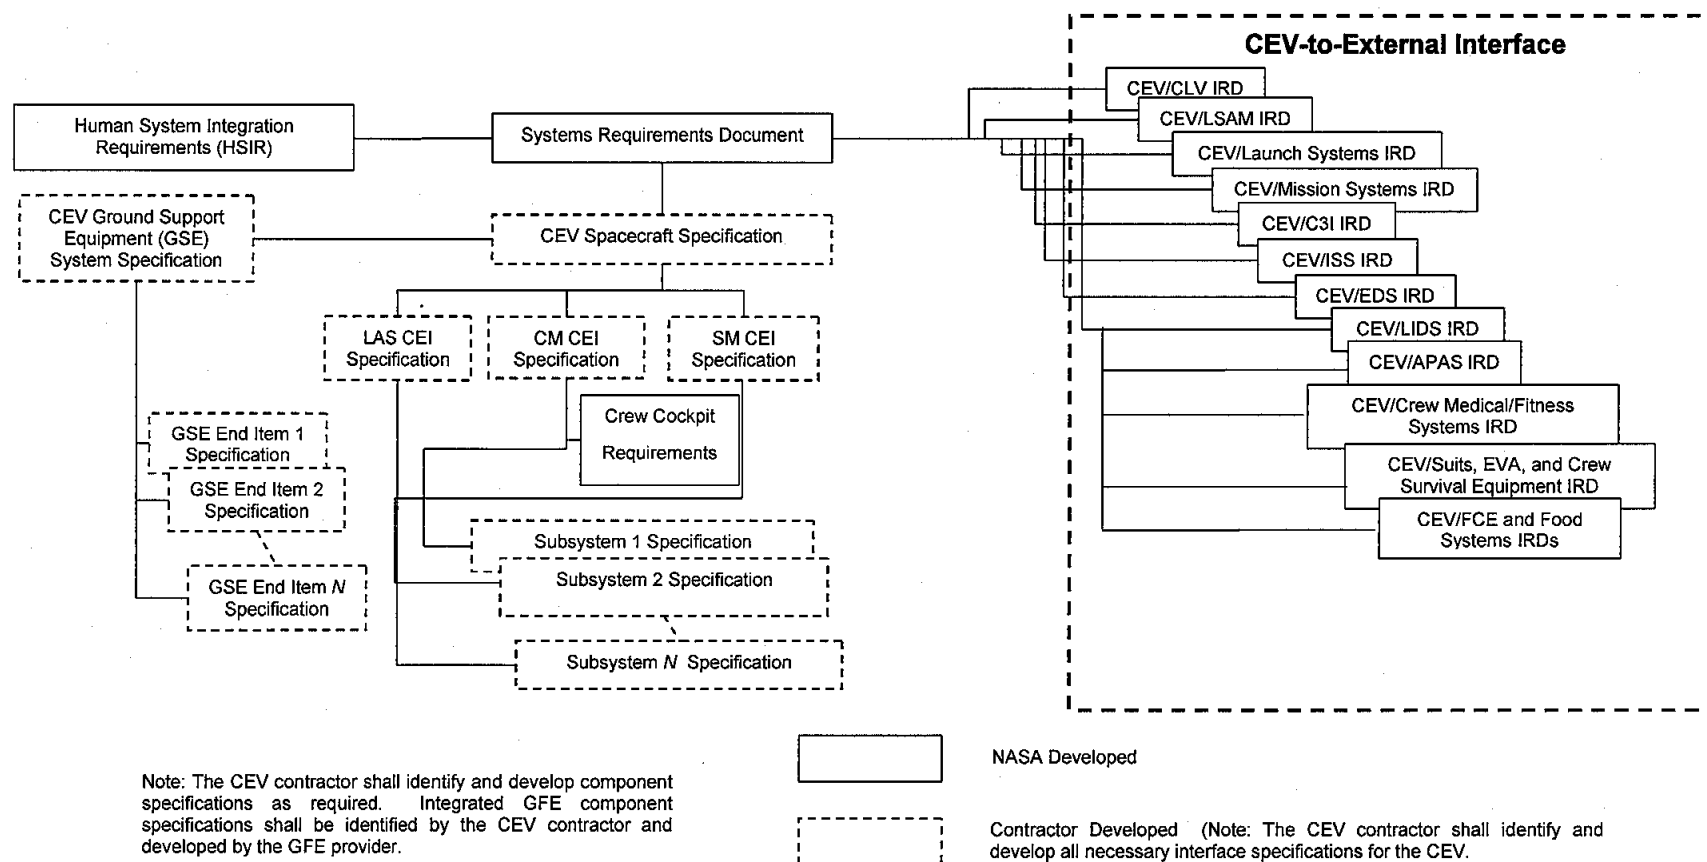 CEV-to-External Interface
CEV/CLV IRD
CEV/LSAM IRD
CEV/Launch Systems IRD
CEV/Mission Systems IRD
CEV/C3I IRD
CEV/ISS IRD
CEV/EDS IRD
CEV/LIDS IRD
CEV/APAS IRD
CEV/Crew Medical/Fitness
Systems IRD
CEV/Suits, EVA, and Crew
Survival Equipment IRD
CEV/FCE and Food
Systems IRDs
Human System Integration
Requirements (HSIR)
Systems Requirements Document
CEV Ground Support
Equipment (GSE)
System Specification
CEV Spacecraft Specification
LAS CEI
Specification
CM CEI
Specification
SM CEI
Specification
Crew Cockpit
Requirements
GSE End Item 1
Specification
GSE End Item 2
Specification
GSE End Item N
Specification
Subsystem 1 Specification
Subsystem 2 Specification
Subsystem N Specification
NASA Developed
Note: The CEV contractor shall identify and develop component
specifications as required. Integrated GFE component
specifications shall be identified by the CEV contractor and
developed by the GFE provider.
Contractor Developed (Note: The CEV contractor shall identify and
develop all necessary interface specifications for the CEV.